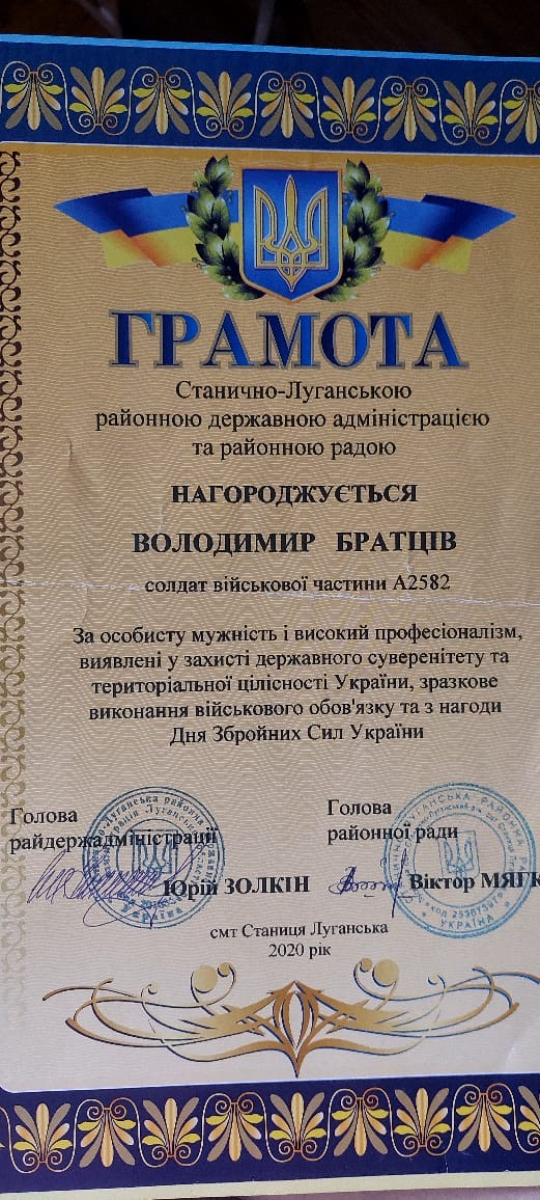 ГРАМОТА
Станично-Луганською
районною державною адміністрацією
та районною радою
НАГОРОДЖУЄТЬСЯ
ВОЛОДИМИР БРАТЦІВ
солдат військової частини А2582
За особисту мужність і високий професіоналізм,
виявлені у захисті державного суверенітету та
територіальної цілісності України, зразкове
виконання військового обов'язку та з нагоди
Дня Збройних Сил України
Голова
райдержадміністрації
Юрій ЗОЛКІН
Голова
районної ради
Віктор
УКРАЇНА
Україна
смт Станиця Луганська
2020 рік